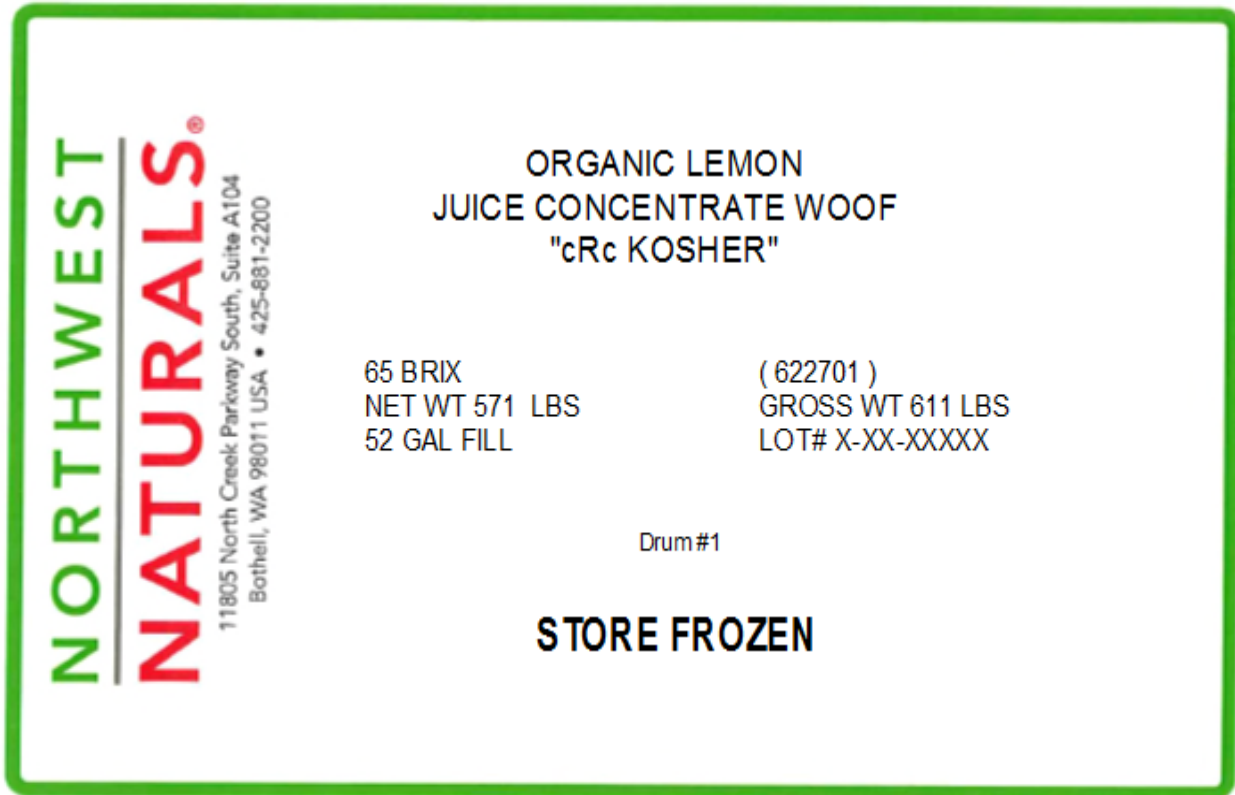 NORTHWEST
NATURALS®
11805 North Creek Parkway South, Suite A104
Bothell, WA 98011 USA • 425-881-2200
ORGANIC LEMON
JUICE CONCENTRATE WOOF
"cRc KOSHER"
65 BRIX ( 622701 )
NET WT 571 LBS GROSS WT 611 LBS
52 GAL FILL LOT# X-XX-XXXXX
Drum #1
STORE FROZEN